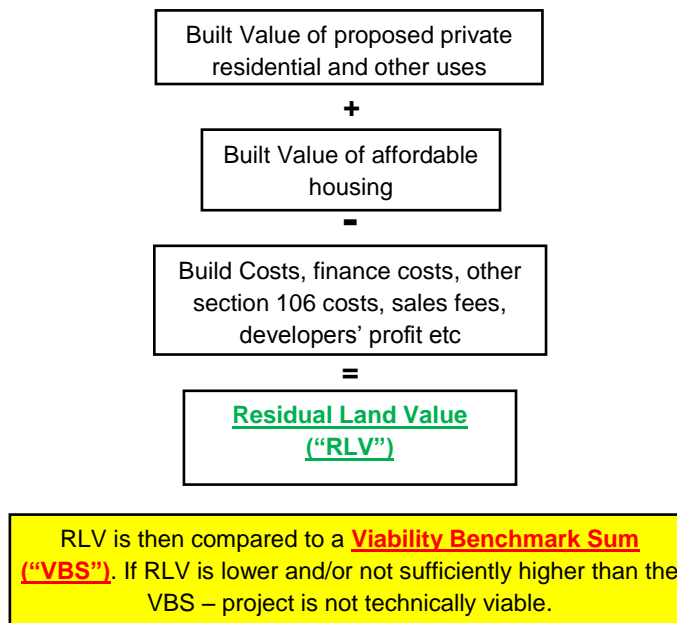 Built Value of proposed private
residential and other uses
+
Built Value of affordable
housing
-
Build Costs, finance costs, other
section 106 costs, sales fees,
developers’ profit etc
=
Residual Land Value
(“RLV”)
RLV is then compared to a Viability Benchmark Sum
(“VBS”). If RLV is lower and/or not sufficiently higher than the
VBS – project is not technically viable.